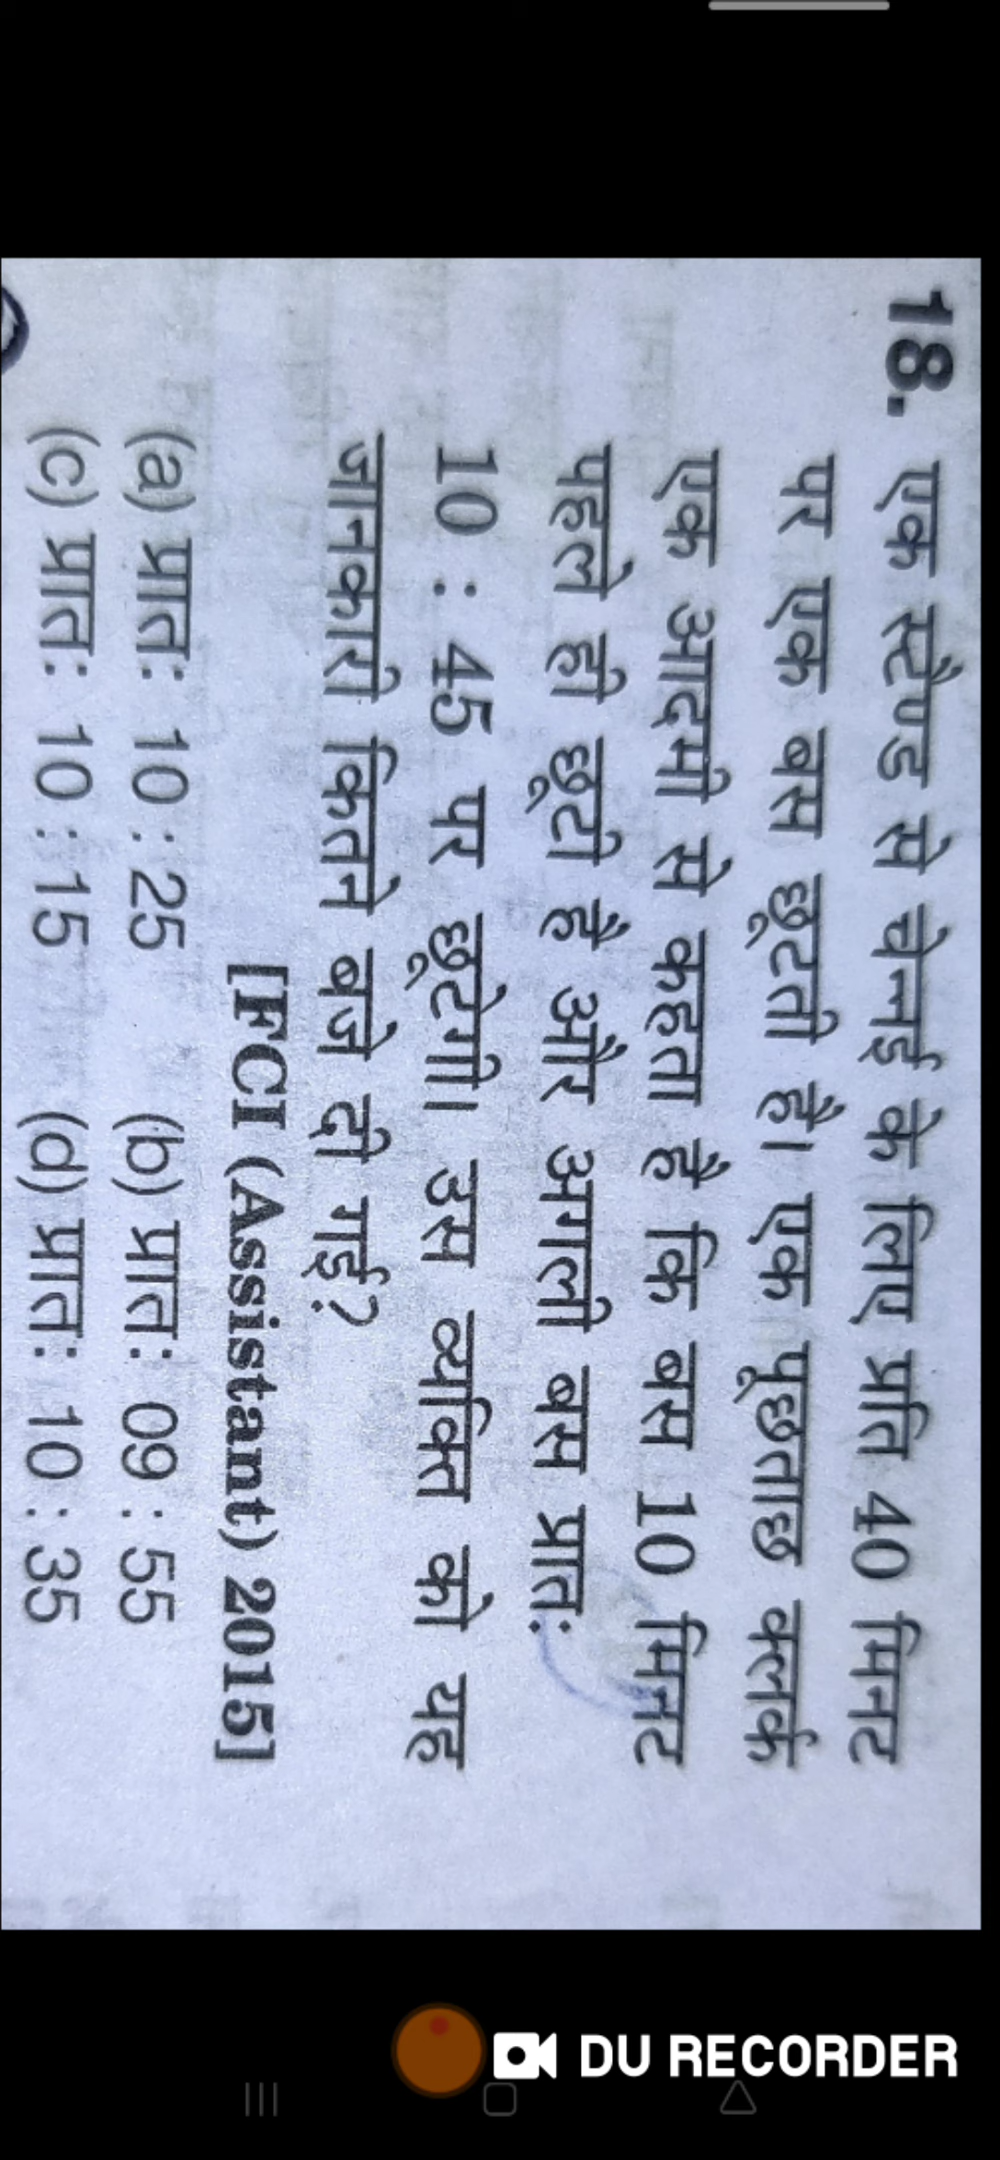 18. एक स्टैण्ड से चेन्नई के लिए प्रति 40 मिनट
पर एक बस छूटती है। एक पूछताछ क्लर्क
एक आदमी से कहता है कि बस 10 मिनट
पहले ही छूटी है और अगली बस प्रातः
10 : 45 पर छूटेगी। उस व्यक्ति को यह
जानकारी कितने बजे दी गई?
[FCI (Assistant) 2015]
(a) प्रातः 10 : 25 (b) प्रातः 09 : 55
(c) प्रातः 10 : 15 (d) प्रातः 10 : 35
DU RECORDER